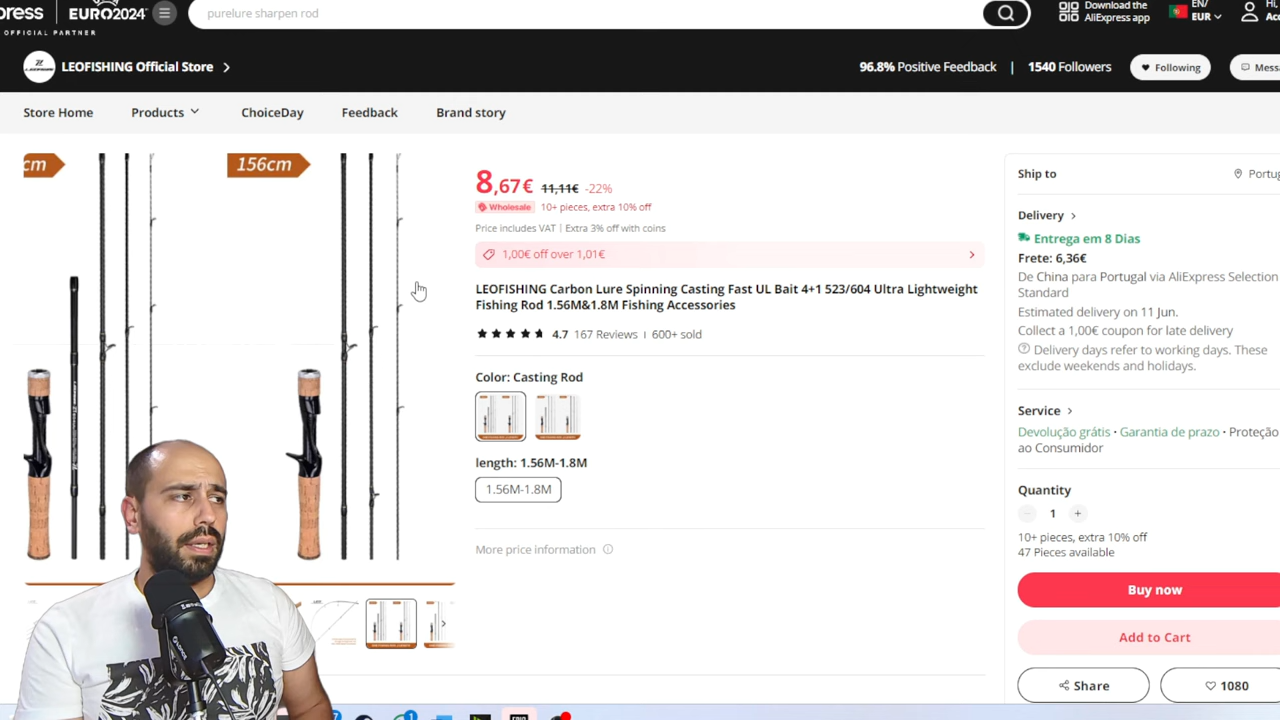 press
EURO2024
OFFICIAL PARTNER
purelure sharpen rod
Download the
AliExpress app
EN/
EUR
Hi,
LEOFISHING Official Store
96.8% Positive Feedback | 1540 Followers
Following
Store Home
Products
ChoiceDay
Feedback
Brand story
cm
156cm
8,67€ 11,11€ -22%
Wholesale 10+ pieces, extra 10% off
Price includes VAT | Extra 3% off with coins
1,00€ off over 1,01€
LEOFISHING Carbon Lure Spinning Casting Fast UL Bait 4+1 523/604 Ultra Lightweight
Fishing Rod 1.56M&1.8M Fishing Accessories
4.7 167 Reviews | 600+ sold
Color: Casting Rod
length: 1.56M-1.8M
1.56M-1.8M
More price information
Ship to
Delivery
Entrega em 8 Dias
Frete: 6,36€
De China para Portugal via AliExpress Selection
Standard
Estimated delivery on 11 Jun.
Collect a 1,00€ coupon for late delivery
Delivery days refer to working days. These
exclude weekends and holidays.
Service
Devolução grátis · Garantia de prazo · Proteção
ao Consumidor
Quantity
1
10+ pieces, extra 10% off
47 Pieces available
Buy now
Add to Cart
Share
1080